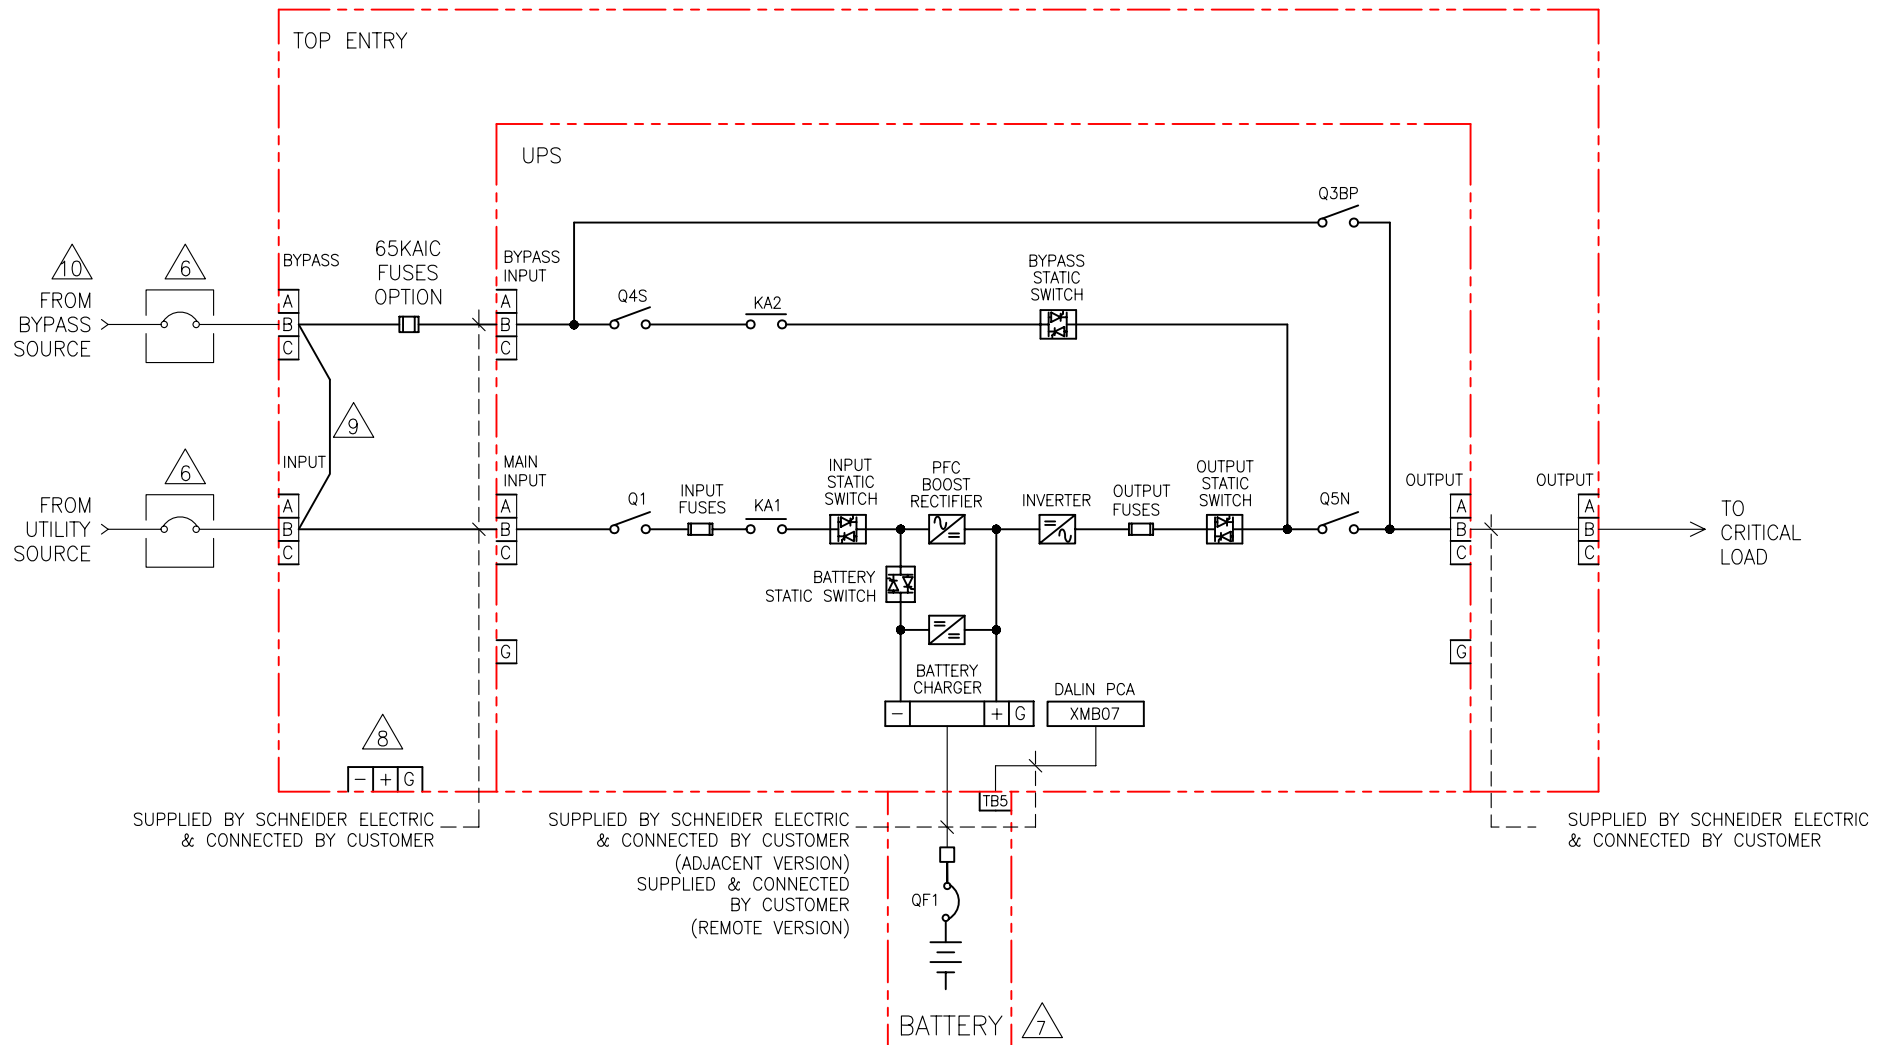 TOP ENTRY
UPS
Q3BP
10
FROM
BYPASS
SOURCE
6
BYPASS
A
B
C
65KAIC
FUSES
OPTION
BYPASS
INPUT
A
B
C
Q4S
KA2
BYPASS
STATIC
SWITCH
9
FROM
UTILITY
SOURCE
6
INPUT
A
B
C
MAIN
INPUT
A
B
C
Q1
INPUT
FUSES
KA1
INPUT
STATIC
SWITCH
PFC
BOOST
RECTIFIER
INVERTER
OUTPUT
FUSES
OUTPUT
STATIC
SWITCH
Q5N
OUTPUT
A
B
C
OUTPUT
A
B
C
TO
CRITICAL
LOAD
BATTERY
STATIC SWITCH
G
G
BATTERY
CHARGER
- + G
DALIN PCA
XMB07
8
- + G
TB5
SUPPLIED BY SCHNEIDER ELECTRIC
& CONNECTED BY CUSTOMER
SUPPLIED BY SCHNEIDER ELECTRIC
& CONNECTED BY CUSTOMER
(ADJACENT VERSION)
SUPPLIED & CONNECTED
BY CUSTOMER
(REMOTE VERSION)
SUPPLIED BY SCHNEIDER ELECTRIC
& CONNECTED BY CUSTOMER
QF1
BATTERY
7